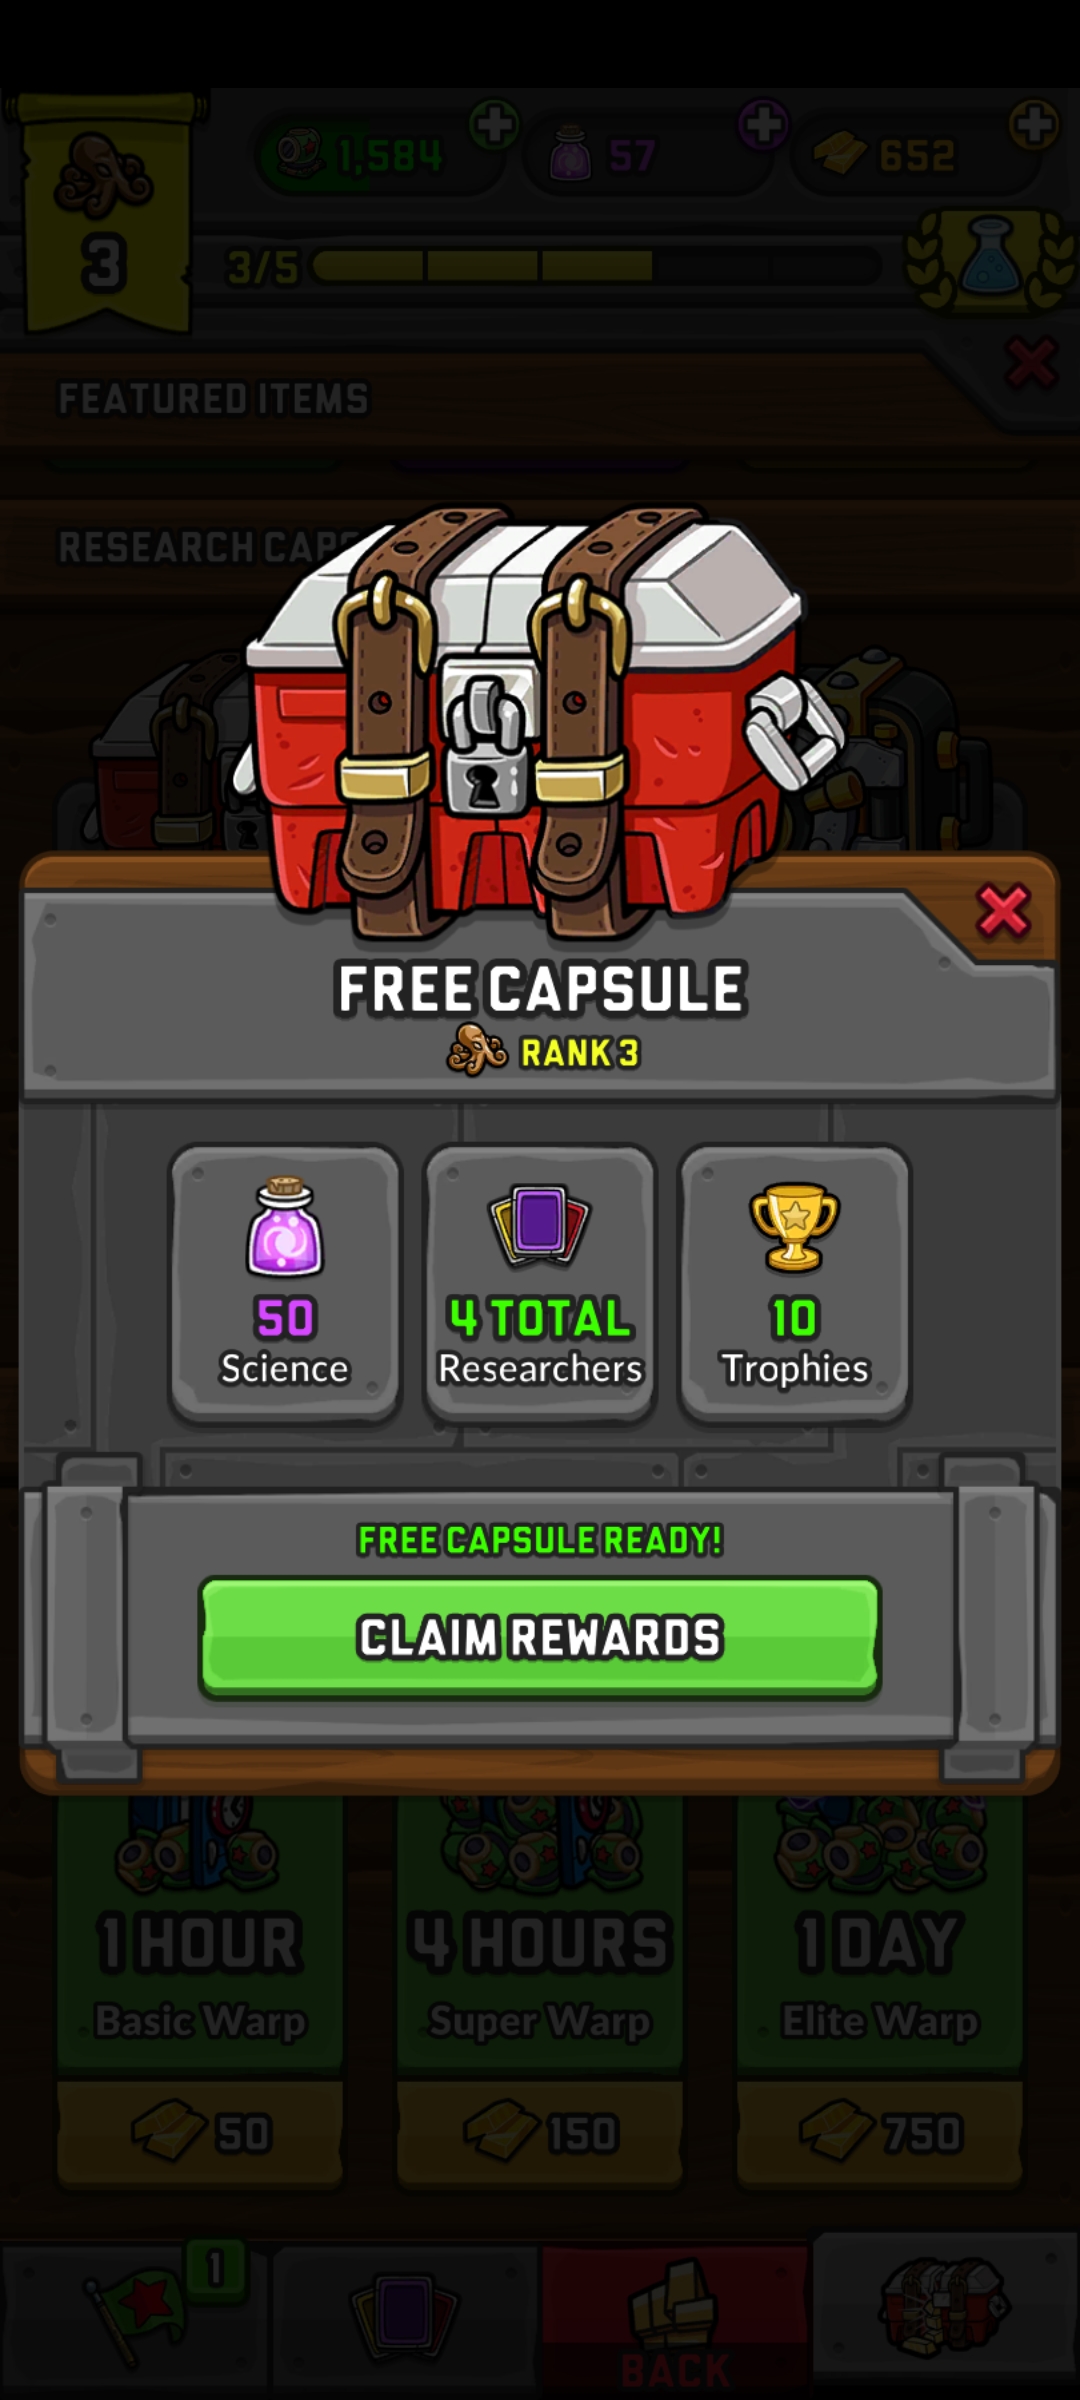 1,584
57
652
3
3/5
FEATURED ITEMS
RESEARCH CAPS
FREE CAPSULE
RANK 3
50
Science
4 TOTAL
Researchers
10
Trophies
FREE CAPSULE READY!
CLAIM REWARDS
1 HOUR
Basic Warp
4 HOURS
Super Warp
1 DAY
Elite Warp
50
150
750
1
BACK